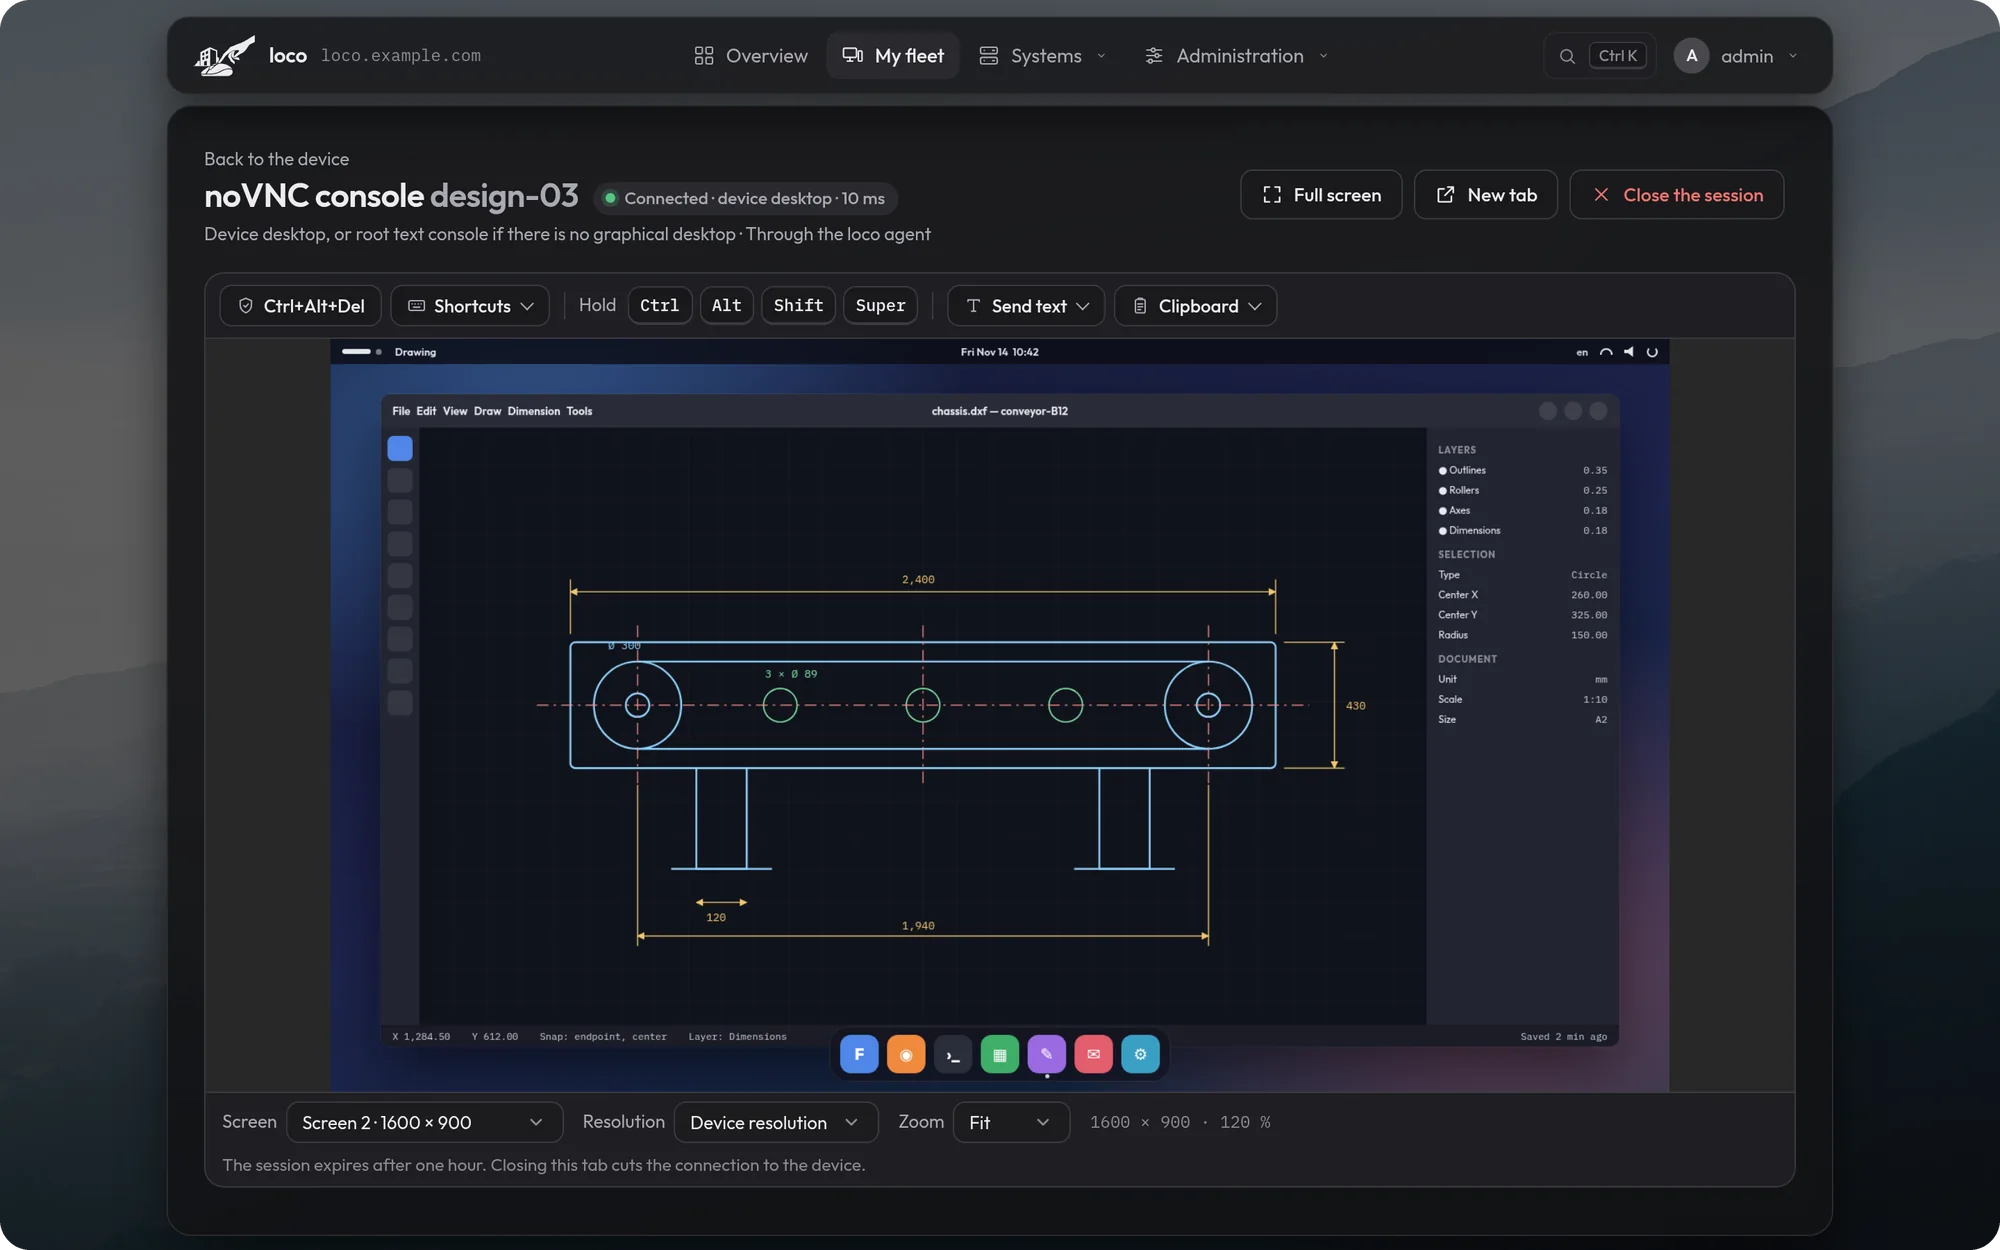 loco loco.example.com Overview My fleet Systems Administration Ctrl K A admin
Back to the device
noVNC console design-03 Connected · device desktop · 10 ms Full screen New tab Close the session
Device desktop, or root text console if there is no graphical desktop · Through the loco agent
Ctrl+Alt+Del Shortcuts Hold Ctrl Alt Shift Super Send text Clipboard
Drawing Fri Nov 14 10:42 en
File Edit View Draw Dimension Tools chassis.dxf — conveyor-B12
LAYERS
Outlines 0.35
Rollers 0.25
Axes 0.18
Dimensions 0.18
SELECTION
Type Circle
Center X 260.00
Center Y 325.00
Radius 150.00
DOCUMENT
Unit mm
Scale 1:10
Size A2
2,400
Ø 300
3 × Ø 89
430
120
1,940
X 1,284.50 Y 612.00 Snap: endpoint, center Layer: Dimensions Saved 2 min ago
F
Screen Screen 2 · 1600 × 900 Resolution Device resolution Zoom Fit 1600 × 900 · 120 %
The session expires after one hour. Closing this tab cuts the connection to the device.